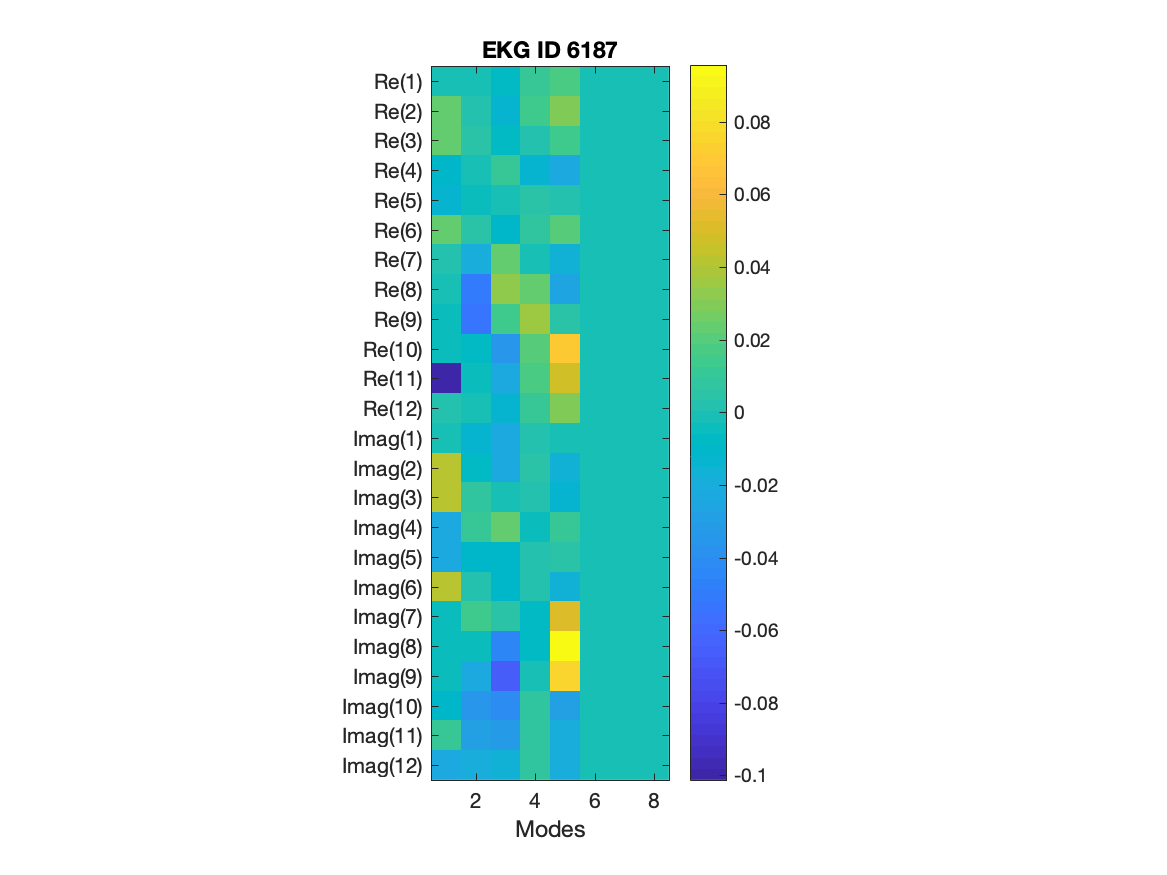 EKG ID 6187
Re(1)
Re(2)
Re(3)
Re(4)
Re(5)
Re(6)
Re(7)
Re(8)
Re(9)
Re(10)
Re(11)
Re(12)
Imag(1)
Imag(2)
Imag(3)
Imag(4)
Imag(5)
Imag(6)
Imag(7)
Imag(8)
Imag(9)
Imag(10)
Imag(11)
Imag(12)
2 4 6 8
Modes
0.08
0.06
0.04
0.02
0
-0.02
-0.04
-0.06
-0.08
-0.1